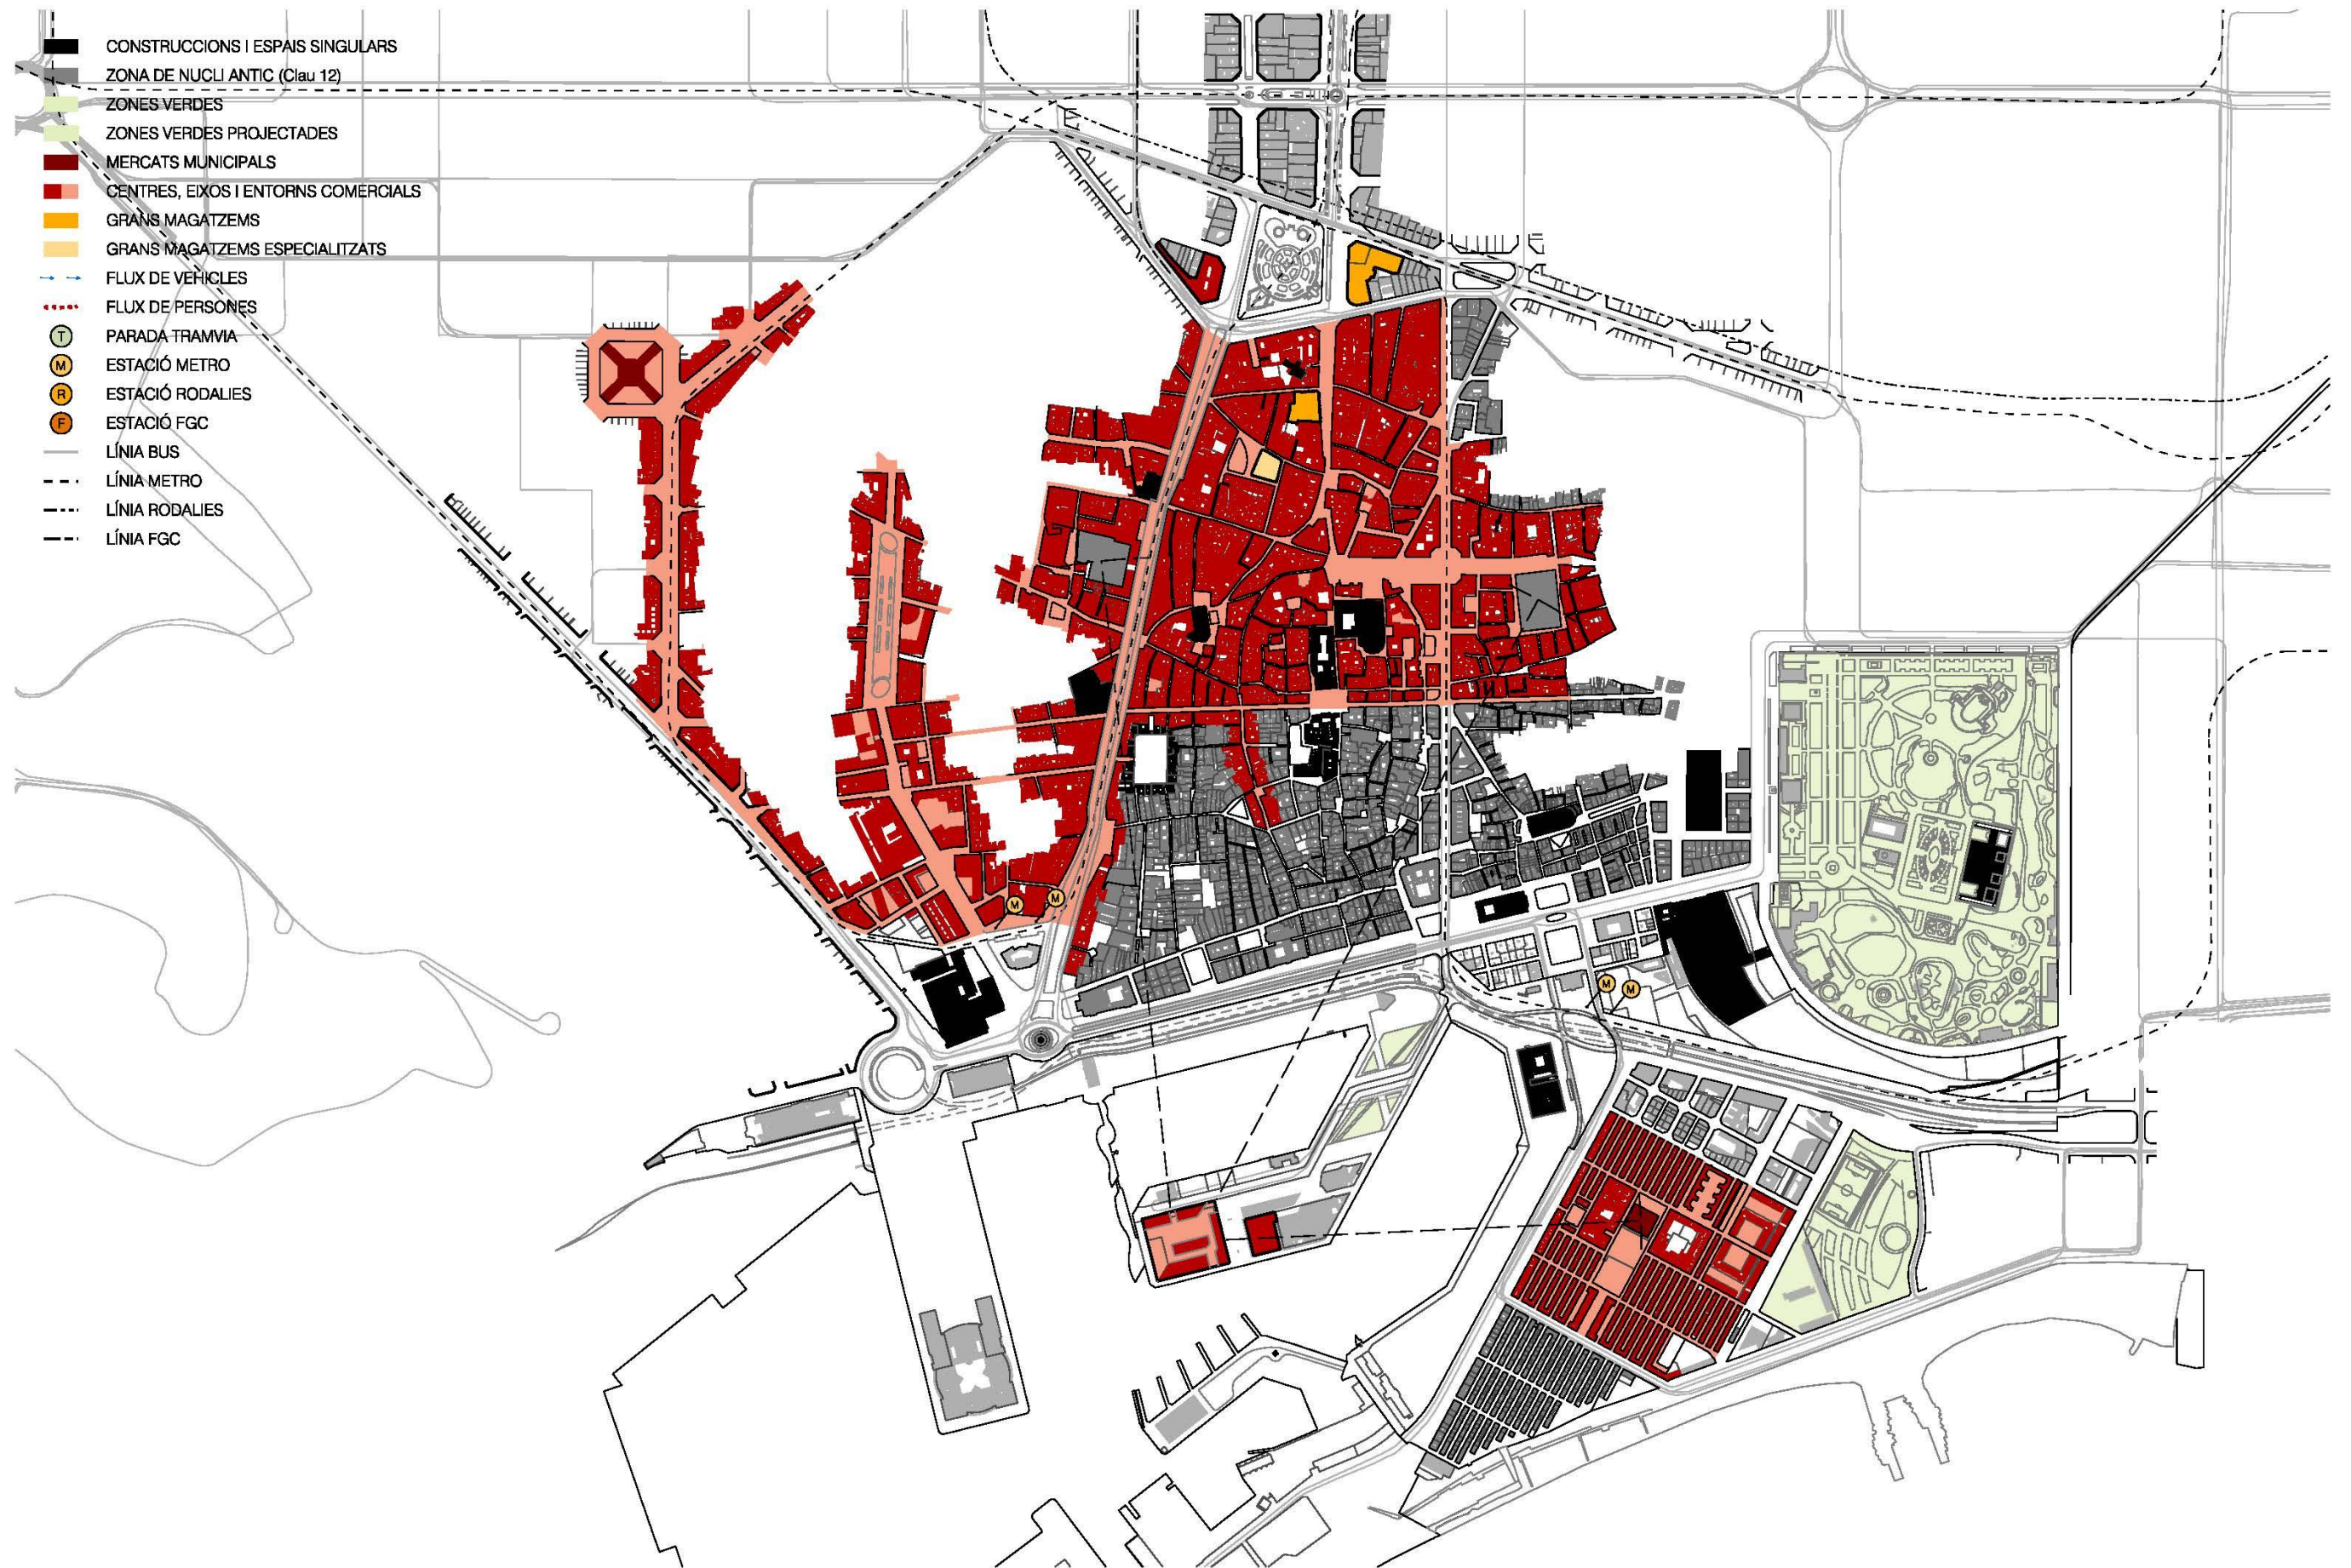 CONSTRUCCIONS I ESPAIS SINGULARS
ZONA DE NUCLI ANTIC (Clau 12)
ZONES VERDES
ZONES VERDES PROJECTADES
MERCATS MUNICIPALS
CENTRES, EIXOS I ENTORNS COMERCIALS
GRANS MAGATZEMS
GRANS MAGATZEMS ESPECIALITZATS
FLUX DE VEHICLES
FLUX DE PERSONES
T PARADA TRAMVIA
M ESTACIÓ METRO
R ESTACIÓ RODALIES
F ESTACIÓ FGC
LÍNIA BUS
LÍNIA METRO
LÍNIA RODALIES
LÍNIA FGC
M
M
M
M